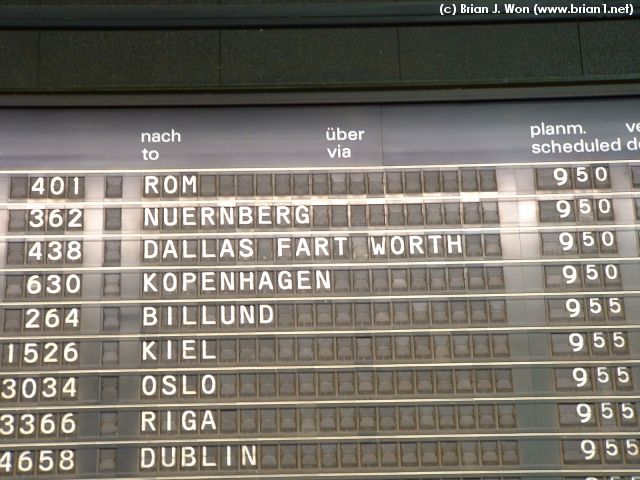 (c) Brian J. Won (www.brian1.net)
nach über planm.
to via scheduled
401 ROM 950
362 NUERNBERG 950
438 DALLAS FART WORTH 950
630 KOPENHAGEN 950
264 BILLUND 955
1526 KIEL 955
3034 OSLO 955
3366 RIGA 955
4658 DUBLIN 955